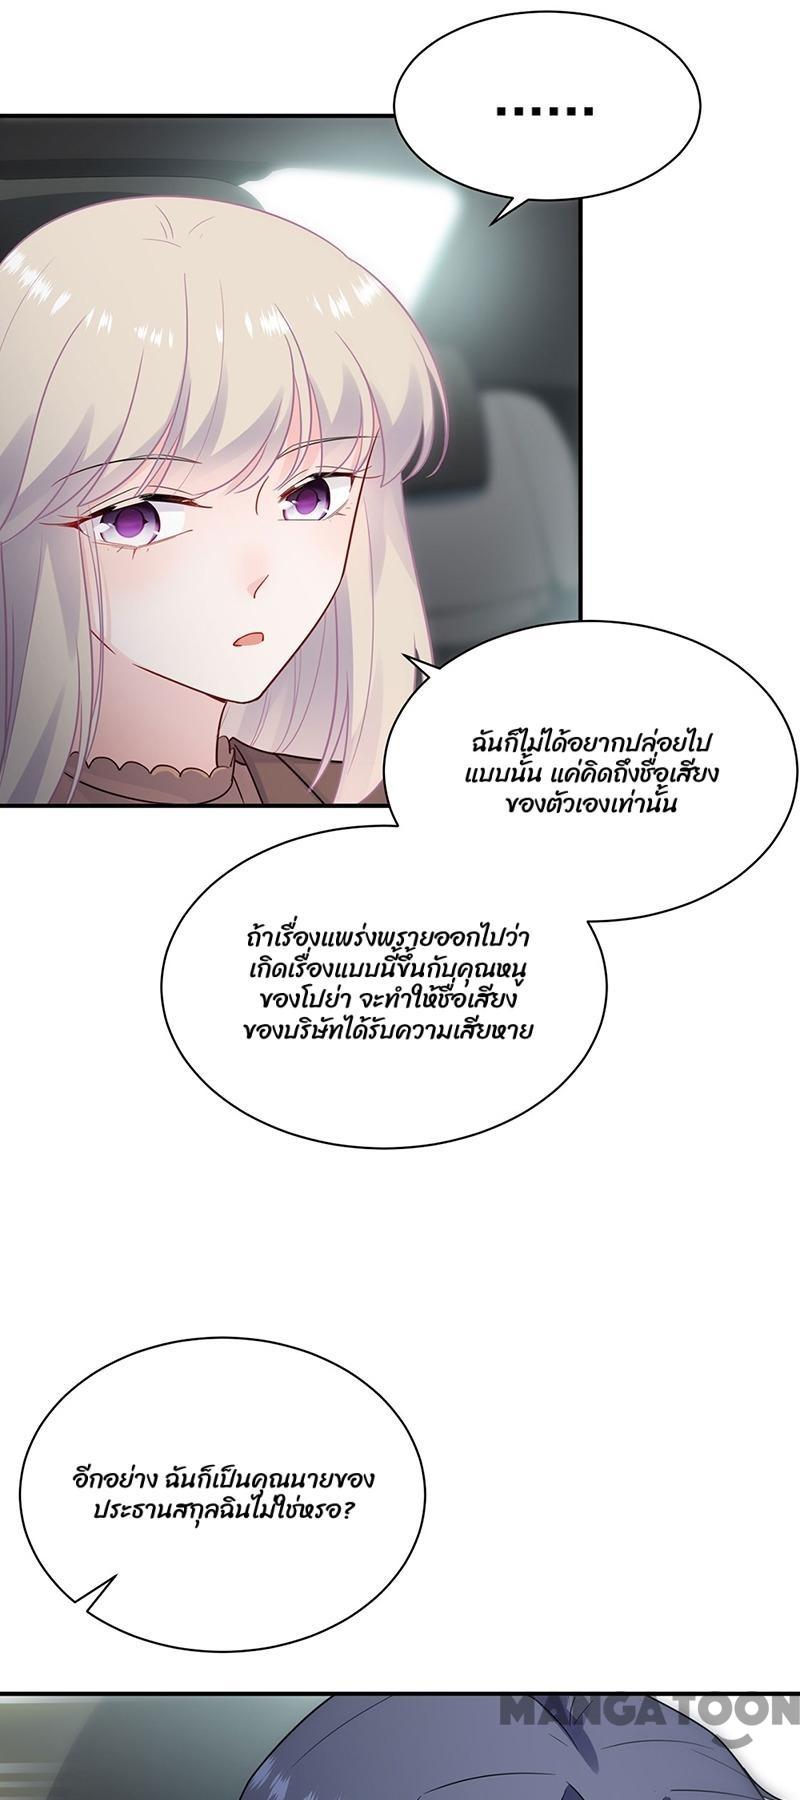 ......
ฉันก็ไม่ได้อยากปล่อยไป
แบบนั้น แค่คิดถึงชื่อเสียง
ของตัวเองเท่านั้น
ถ้าเรื่องแพร่งพรายออกไปว่า
เกิดเรื่องแบบนี้ขึ้นกับคุณหนู
ของโปย่า จะทำให้ชื่อเสียง
ของบริษัทได้รับความเสียหาย
อีกอย่าง ฉันก็เป็นคุณนายของ
ประธานสกุลฉินไม่ใช่หรอ?
MANGATOON